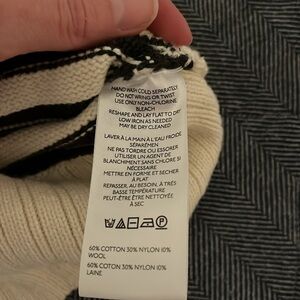 HAND WASH COLD SEPARATELY
DO NOT WRING OR TWIST
USE ONLY NON-CHLORINE
BLEACH
RESHAPE AND LAY FLAT TO DRY
LOW IRON AS NEEDED
MAY BE DRY CLEANED
LAVER À LA MAIN À L'EAU FROIDE
SÉPARÉMEN
NE PAS TORDRE OU ESSORER
UTILISER UN AGENT DE
BLANCHIMENT SANS CHLORE SI
NÉCESSAIRE
METTRE EN FORME ET SÉCHER
À PLAT
REPASSER, AU BESOIN, À TRÈS
BASSE TEMPÉRATURE
PEUT-ÊTRE ÊTRE NETTOYÉE
À SEC
60% COTTON 30% NYLON 10%
WOOL
60% COTON 30% NYLON 10%
LAINE